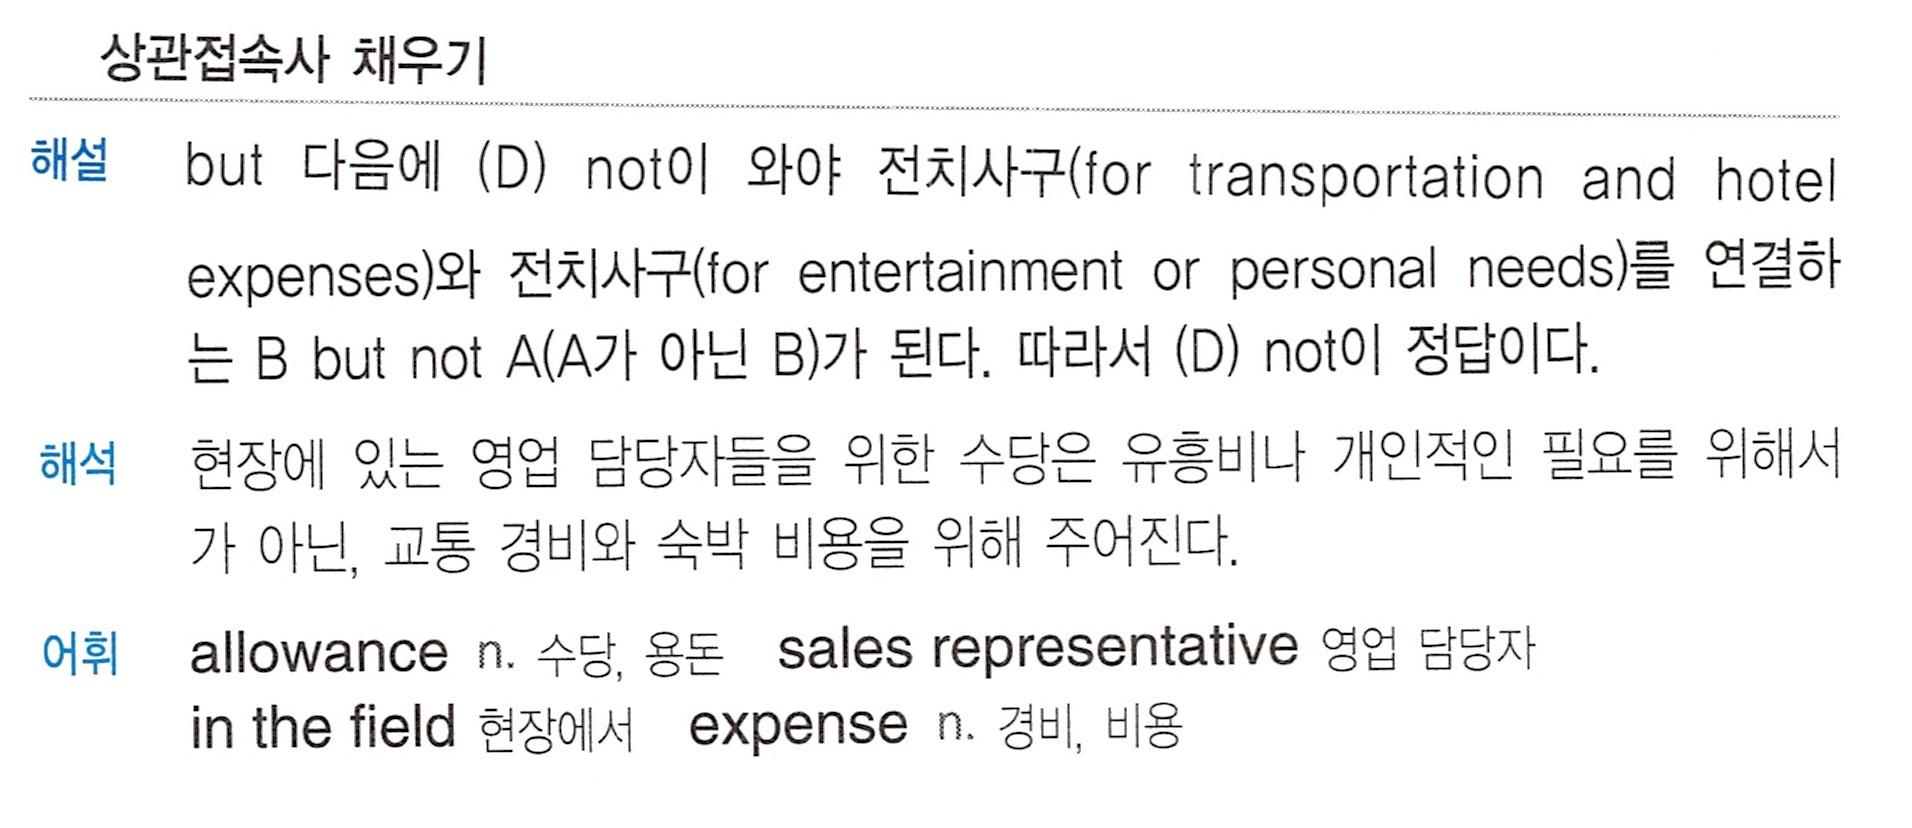 상관접속사 채우기
해설 but 다음에 (D) not이 와야 전치사구(for transportation and hotel
expenses)와 전치사구(for entertainment or personal needs)를 연결하
는 B but not A(A가 아닌 B)가 된다. 따라서 (D) not이 정답이다.
해석 현장에 있는 영업 담당자들을 위한 수당은 유흥비나 개인적인 필요를 위해서
가 아닌, 교통 경비와 숙박 비용을 위해 주어진다.
어휘 allowance n. 수당, 용돈 sales representative 영업 담당자
in the field 현장에서 expense n. 경비, 비용